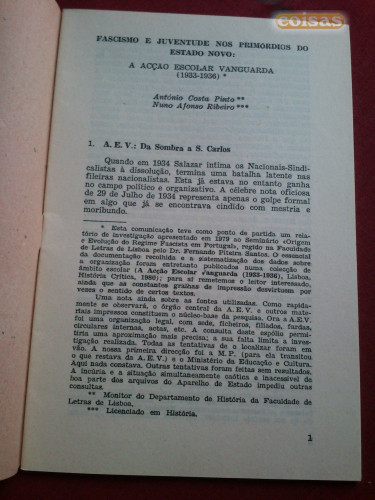 coisas
FASCISMO E JUVENTUDE NOS PRIMÓRDIOS DO
ESTADO NOVO:
A ACÇÃO ESCOLAR VANGUARDA
(1933-1936) *
António Costa Pinto **
Nuno Afonso Ribeiro ***
1. A. E. V.: Da Sombra a S. Carlos
Quando em 1934 Salazar intima os Nacionais-Sindi-
calistas à dissolução, termina uma batalha latente nas
fileiras nacionalistas. Esta já estava no entanto ganha
no campo político e organizativo. A célebre nota oficiosa
de 29 de Julho de 1934 representa apenas o golpe formal
em algo que já se encontrava cindido com mestria e
moribundo.
* Esta comunicação teve como ponto de partida um rela-
tório de investigação apresentado em 1979 ao Seminário «Origem
e Evolução do Regime Fascista em Portugal», regido na Faculdade
de Letras de Lisboa pelo Dr. Fernando Piteira Santos. O essencial
da documentação recolhida e a sistematização dos dados sobre
a organização foram entretanto publicados numa colecção de
âmbito escolar (A Acção Escolar Vanguarda (1933-1936), Lisboa,
História Crítica, 1980); para aí remetemos o leitor interessado,
ainda que as constantes gralhas de impressão desvirtuem por
vezes o sentido de certos textos.
Uma nota ainda sobre as fontes utilizadas. Como rapida-
mente se observará, o órgão central da A. E. V. e outros mate-
riais impressos constituem o núcleo-base da pesquisa. Ora a A.E.V.
foi uma organização legal, com sede, ficheiros, filiados, fardas,
circulares internas, actas, etc. A consulta deste espólio permi-
tiria uma aproximação mais precisa; a sua falta limita a inves-
tigação realizada. Todas as tentativas de o localizar foram em
vão. A nossa primeira direcção foi a M. P. (para ela transitou
o que restava da A. E. V.) e o Ministério da Educação e Cultura.
Aqui nada constava. Outras tentativas foram feitas sem resultados.
A incúria e a situação simultaneamente caótica e inacessível de
boa parte dos arquivos do Aparelho de Estado impediu outras
consultas.
** Monitor do Departamento de História da Faculdade de
Letras de Lisboa.
*** Licenciado em História.
1